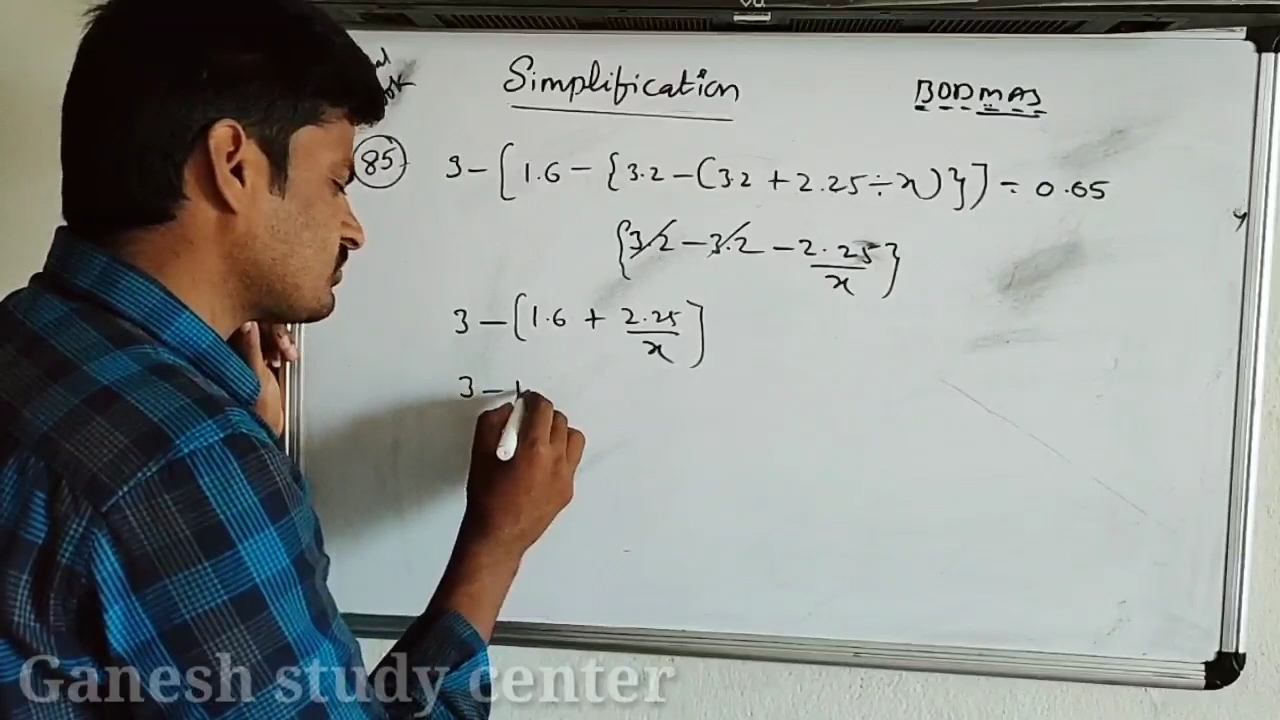 Simplification
BODMAS
85 3 - [1.6 - {3.2 - (3.2 + 2.25 ÷ x)}] = 0.65
{3.2 - 3.2 - 2.25/x}
3 - [1.6 + 2.25/x]
3 - 1
Ganesh study center